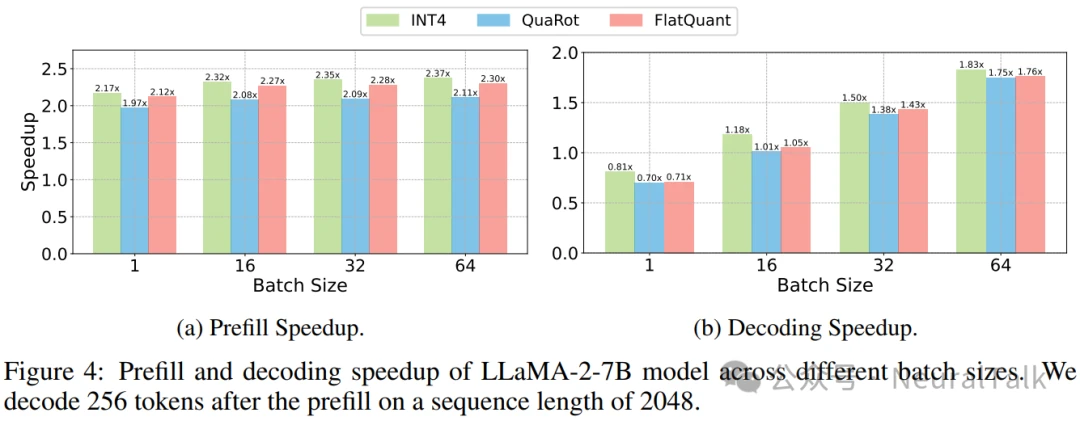 INT4 QuaRot FlatQuant
Speedup
2.5
2.0
1.5
1.0
0.5
0.0
2.17x 1.97x 2.12x 2.32x 2.08x 2.27x 2.35x 2.09x 2.28x 2.37x 2.11x 2.30x
1 16 32 64
Batch Size
(a) Prefill Speedup.
2.0
1.5
1.0
0.5
0.0
0.81x 0.70x 0.71x 1.18x 1.01x 1.05x 1.50x 1.38x 1.43x 1.83x 1.75x 1.76x
1 16 32 64
Batch Size
(b) Decoding Speedup.
Figure 4: Prefill and decoding speedup of LLaMA-2-7B model across different batch sizes. We
decode 256 tokens after the prefill on a sequence length of 2048.
公众号 · NeuralTalk